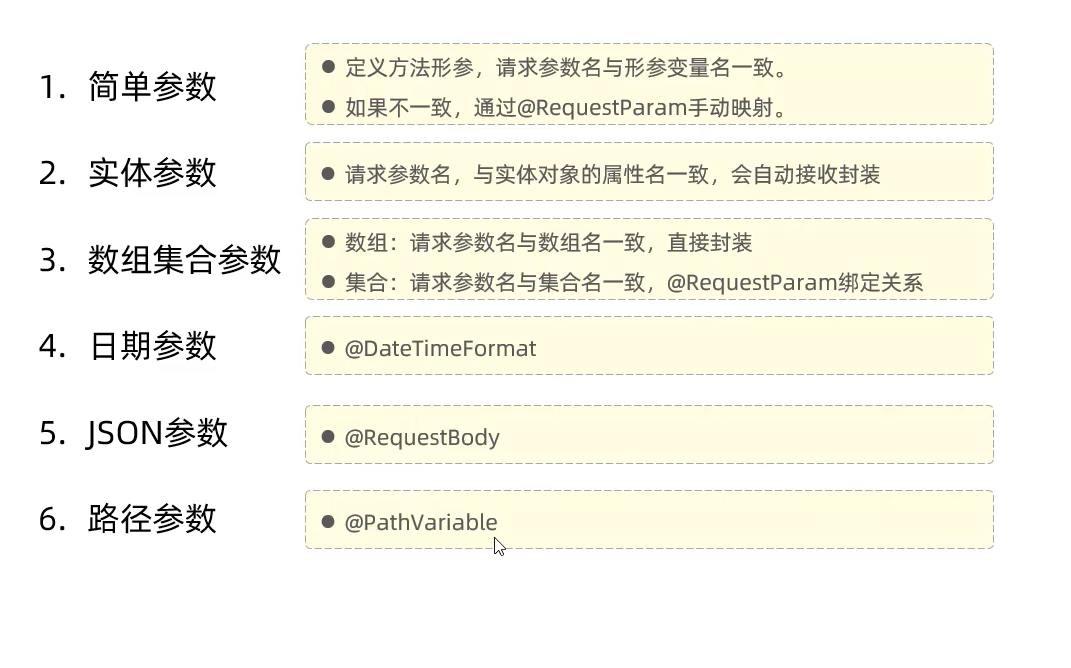 1. 简单参数
● 定义方法形参，请求参数名与形参变量名一致。
● 如果不一致，通过@RequestParam手动映射。
2. 实体参数
● 请求参数名，与实体对象的属性名一致，会自动接收封装
3. 数组集合参数
● 数组：请求参数名与数组名一致，直接封装
● 集合：请求参数名与集合名一致，@RequestParam绑定关系
4. 日期参数
● @DateTimeFormat
5. JSON参数
● @RequestBody
6. 路径参数
● @PathVariable